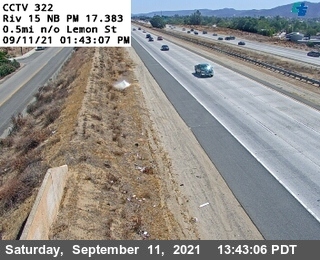 CCTV 322
Riv 15 NB PM 17.383
0.5mi n/o Lemon St
09/11/21 01:43:07 PM
Saturday, September 11, 2021 13:43:06 PDT